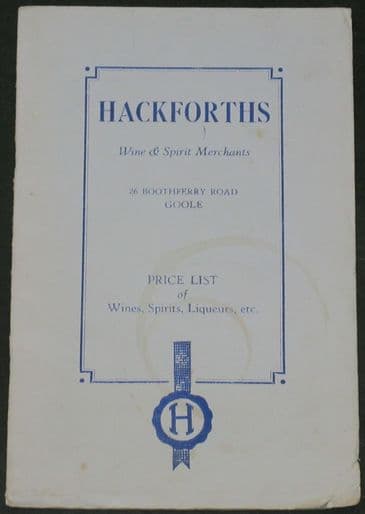 HACKFORTHS
Wine & Spirit Merchants
26 BOOTHFERRY ROAD
GOOLE
PRICE LIST
of
Wines, Spirits, Liqueurs, etc.
H